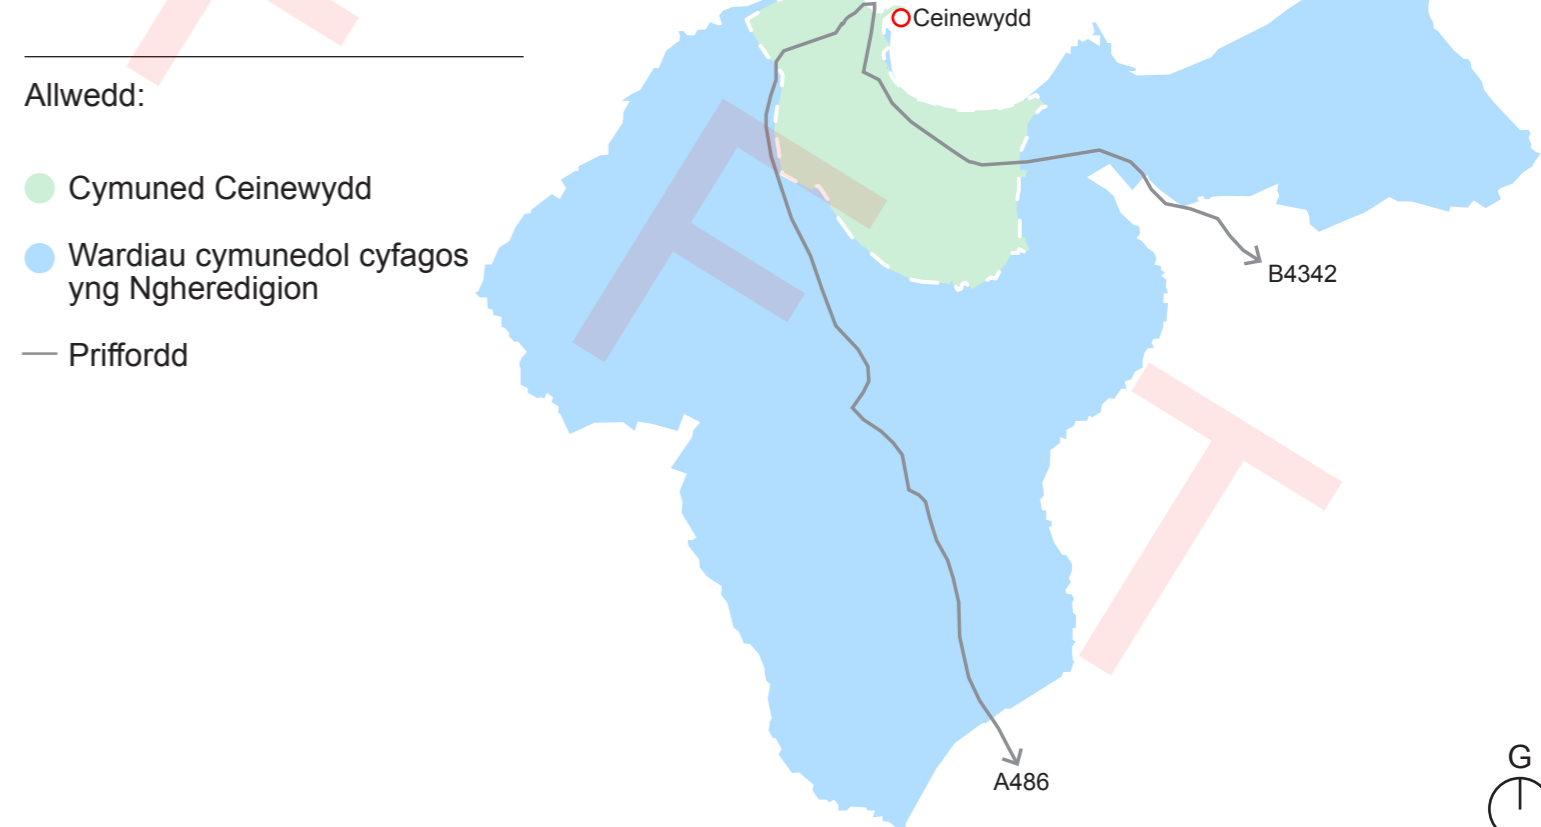 Ceinewydd
Allwedd:
Cymuned Ceinewydd
Wardiau cymunedol cyfagos
yng Ngheredigion
Priffordd
B4342
A486
G